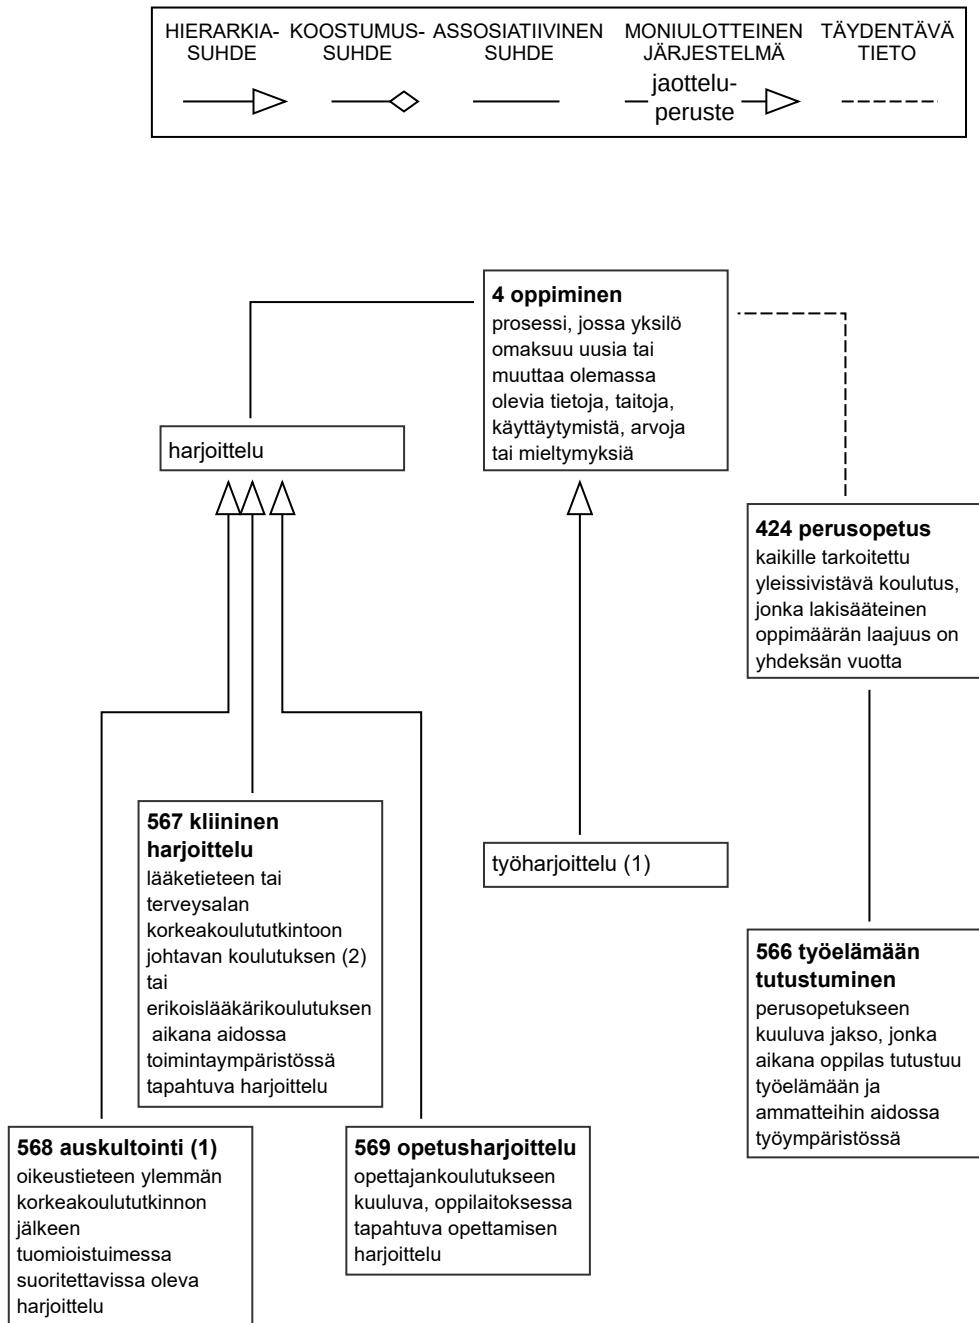 HIERARKIA-
SUHDE
KOOSTUMUS-
SUHDE
ASSOSIATIIVINEN
SUHDE
MONIULOTTEINEN
JÄRJESTELMÄ
jaottelu-
peruste
TÄYDENTÄVÄ
TIETO
4 oppiminen
prosessi, jossa yksilö
omaksuu uusia tai
muuttaa olemassa
olevia tietoja, taitoja,
käyttäytymistä, arvoja
tai mieltymyksiä
harjoittelu
424 perusopetus
kaikille tarkoitettu
yleissivistävä koulutus,
jonka lakisääteinen
oppimäärän laajuus on
yhdeksän vuotta
567 kliininen
harjoittelu
lääketieteen tai
terveysalan
korkeakoulututkintoon
johtavan koulutuksen (2)
tai
erikoislääkärikoulutuksen
aikana aidossa
toimintaympäristössä
tapahtuva harjoittelu
työharjoittelu (1)
566 työelämään
tutustuminen
perusopetukseen
kuuluva jakso, jonka
aikana oppilas tutustuu
työelämään ja
ammatteihin aidossa
työympäristössä
568 auskultointi (1)
oikeustieteen ylemmän
korkeakoulututkinnon
jälkeen
tuomioistuimessa
suoritettavissa oleva
harjoittelu
569 opetusharjoittelu
opettajankoulutukseen
kuuluva, oppilaitoksessa
tapahtuva opettamisen
harjoittelu